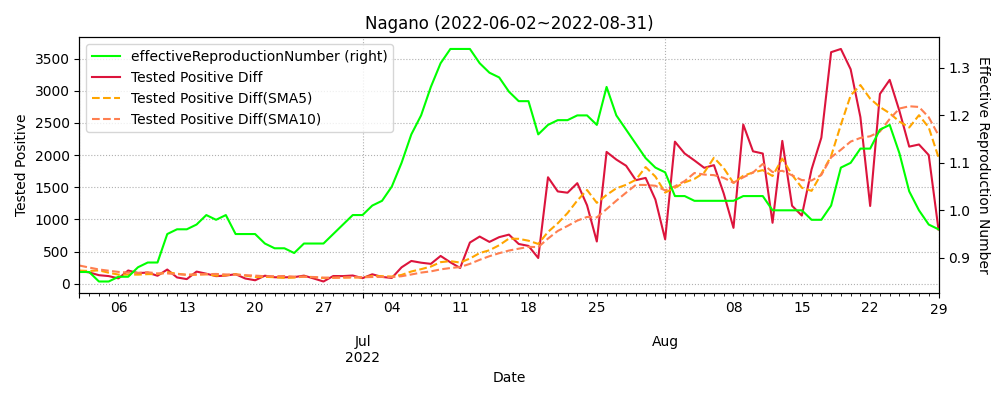 Nagano (2022-06-02~2022-08-31)
effectiveReproductionNumber (right)
Tested Positive Diff
Tested Positive Diff(SMA5)
Tested Positive Diff(SMA10)
Tested Positive
3500
3000
2500
2000
1500
1000
500
0
1.3
1.2
1.1
1.0
0.9
Effective Reproduction Number
06 13 20 27 04 11 18 25 08 15 22 29
Jul Aug
2022
Date